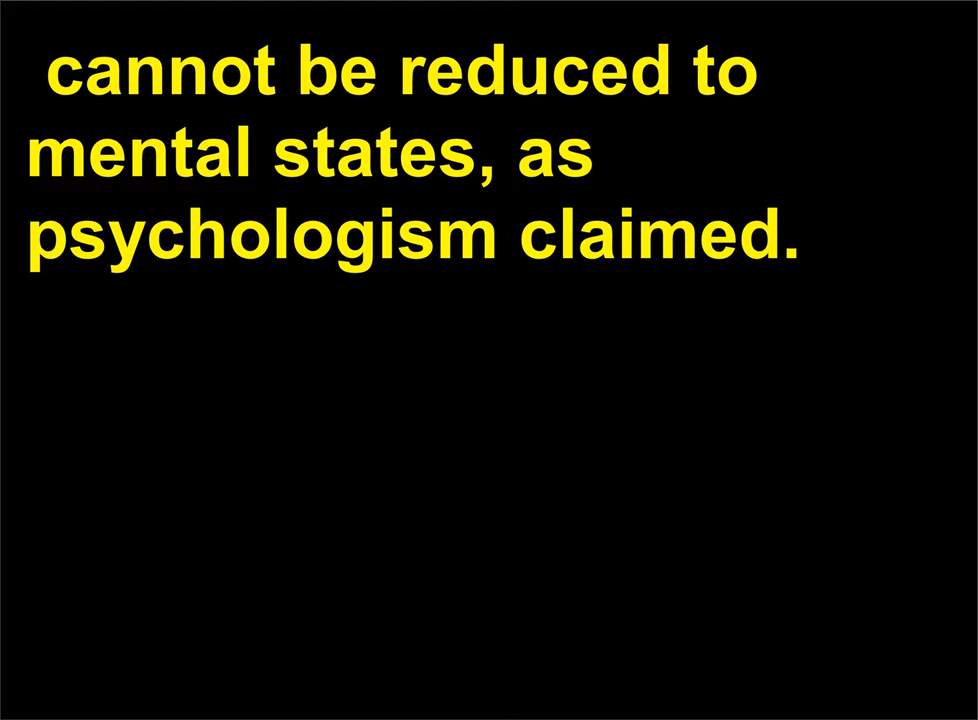 cannot be reduced to
mental states, as
psychologism claimed.